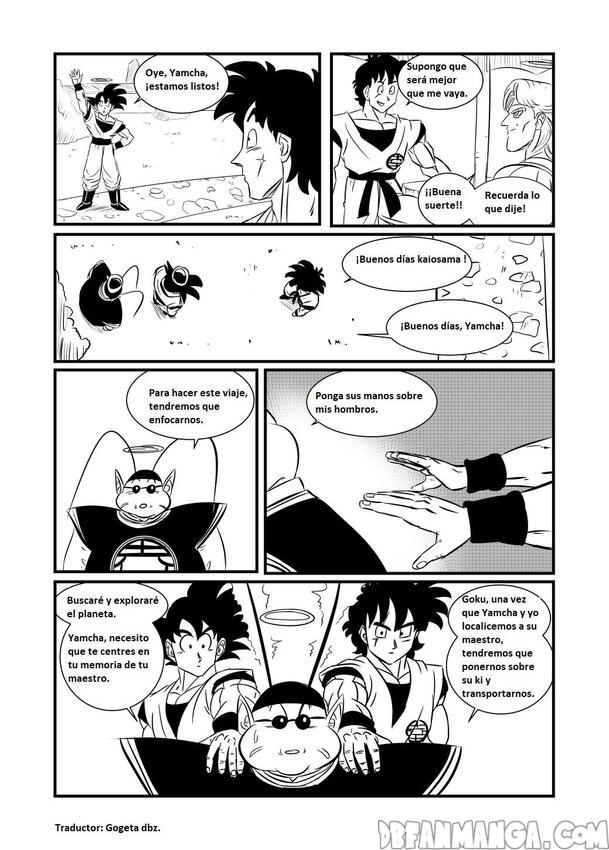 Oye, Yamcha,
¡estamos listos!
Supongo que
será mejor
que me vaya.
¡¡Buena
suerte!!
Recuerda lo
que dije!
¡Buenos días kaiosama !
¡Buenos días, Yamcha!
Para hacer este viaje,
tendremos que
enfocarnos.
Ponga sus manos sobre
mis hombros.
Buscaré y exploraré
el planeta.
Yamcha, necesito
que te centres
en tu memoria de tu
maestro.
Goku, una vez
que Yamcha y yo
localicemos a su
maestro,
tendremos que
ponernos sobre
su ki y
transportarnos.
Traductor: Gogeta dbz.
DBFANMANGA.COM